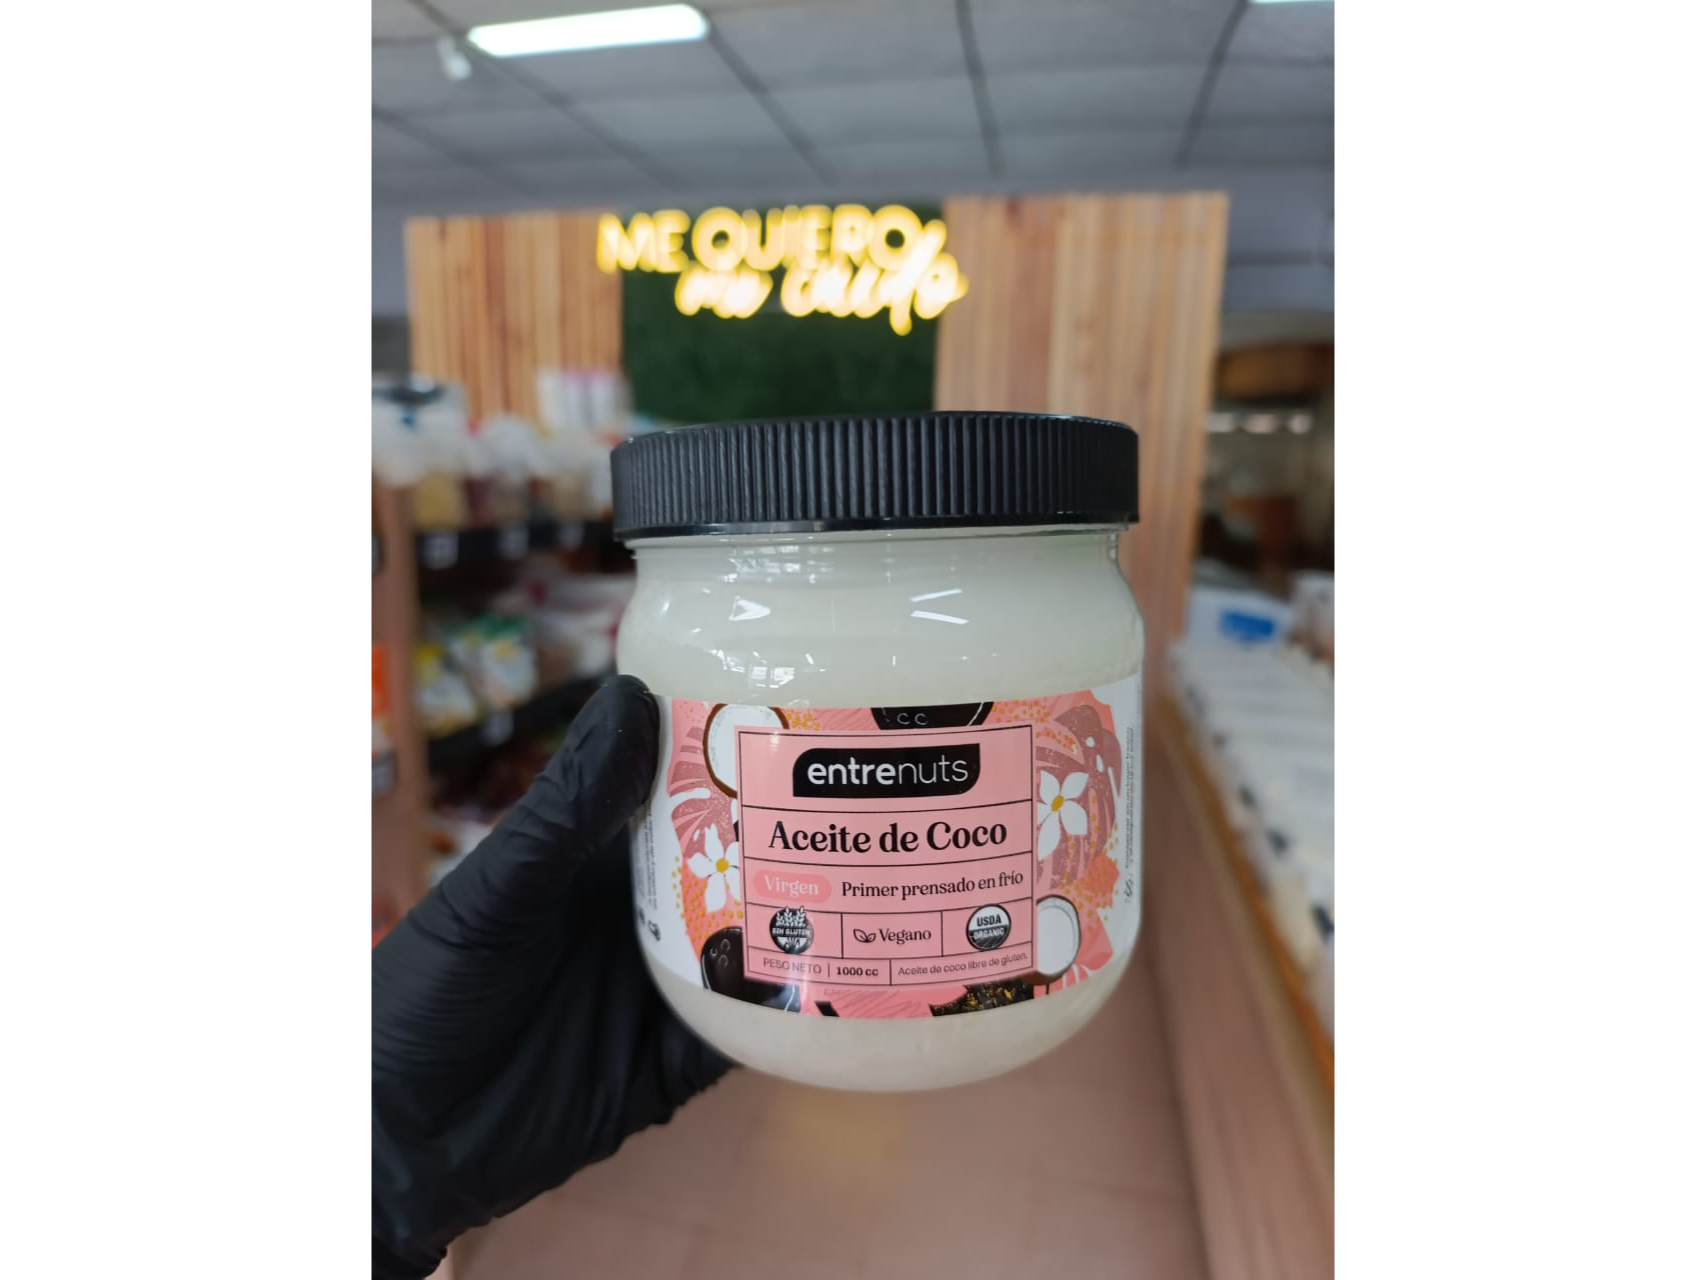 ME QUIERO
entrenuts
Aceite de Coco
Virgen Primer prensado en frío
SIN GLUTEN
Vegano
USDA
ORGANIC
PESO NETO 1000 cc Aceite de coco libre de gluten.